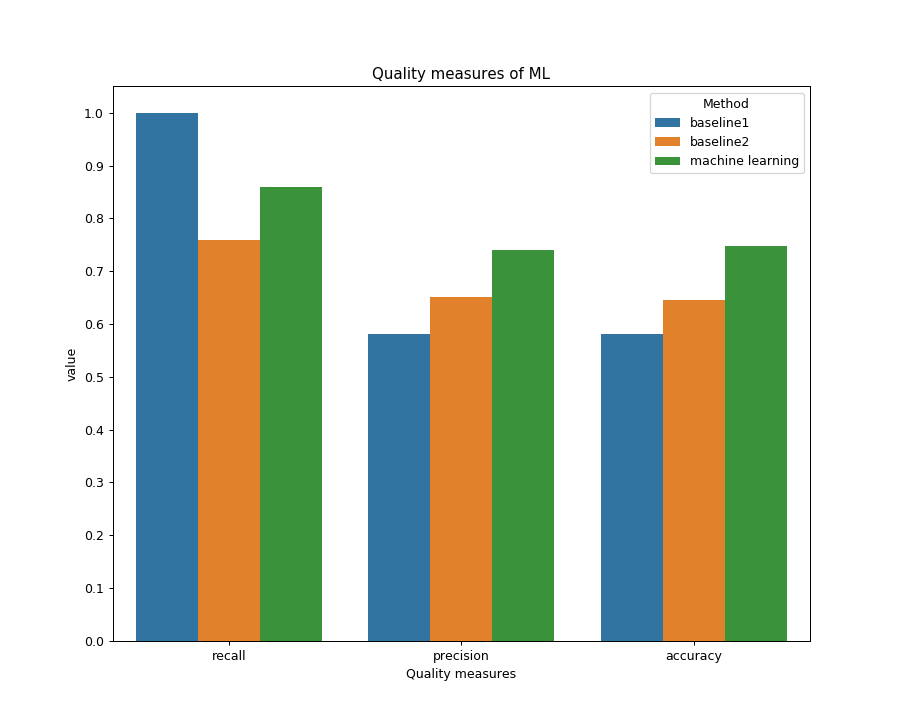 Quality measures of ML
Method
baseline1
baseline2
machine learning
1.0
0.9
0.8
0.7
0.6
0.5
0.4
0.3
0.2
0.1
0.0
value
recall precision accuracy
Quality measures